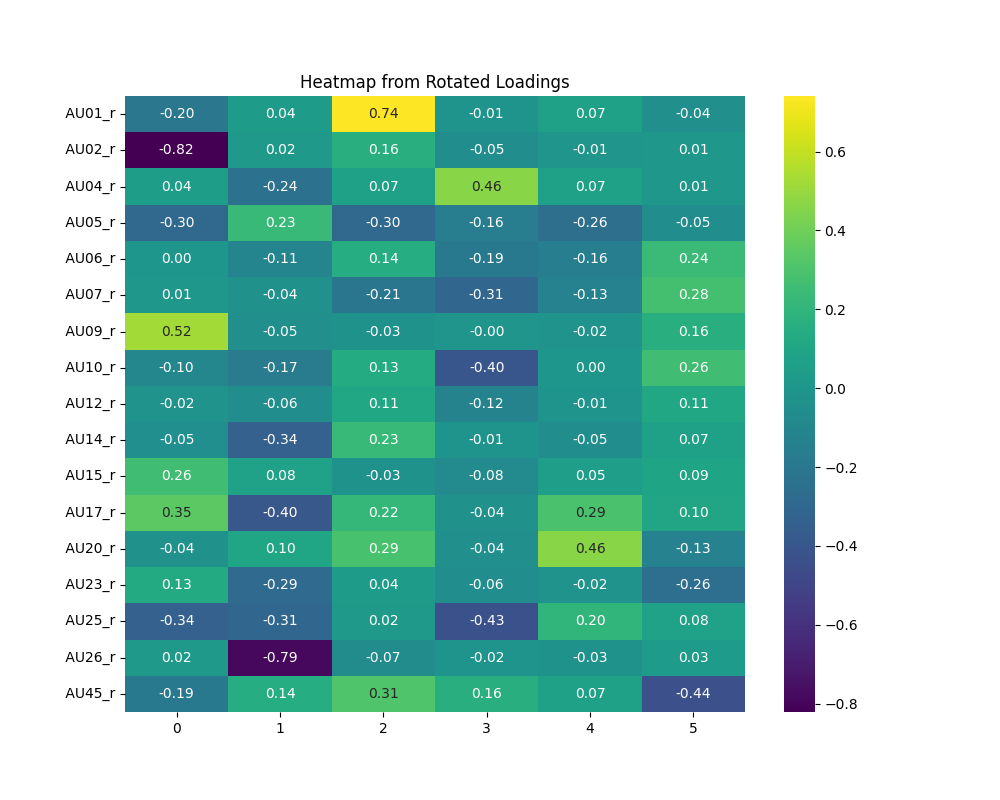 Heatmap from Rotated Loadings
AU01_r -0.20 0.04 0.74 -0.01 0.07 -0.04
AU02_r -0.82 0.02 0.16 -0.05 -0.01 0.01
AU04_r 0.04 -0.24 0.07 0.46 0.07 0.01
AU05_r -0.30 0.23 -0.30 -0.16 -0.26 -0.05
AU06_r 0.00 -0.11 0.14 -0.19 -0.16 0.24
AU07_r 0.01 -0.04 -0.21 -0.31 -0.13 0.28
AU09_r 0.52 -0.05 -0.03 -0.00 -0.02 0.16
AU10_r -0.10 -0.17 0.13 -0.40 0.00 0.26
AU12_r -0.02 -0.06 0.11 -0.12 -0.01 0.11
AU14_r -0.05 -0.34 0.23 -0.01 -0.05 0.07
AU15_r 0.26 0.08 -0.03 -0.08 0.05 0.09
AU17_r 0.35 -0.40 0.22 -0.04 0.29 0.10
AU20_r -0.04 0.10 0.29 -0.04 0.46 -0.13
AU23_r 0.13 -0.29 0.04 -0.06 -0.02 -0.26
AU25_r -0.34 -0.31 0.02 -0.43 0.20 0.08
AU26_r 0.02 -0.79 -0.07 -0.02 -0.03 0.03
AU45_r -0.19 0.14 0.31 0.16 0.07 -0.44
0 1 2 3 4 5
0.6
0.4
0.2
0.0
−0.2
−0.4
−0.6
−0.8